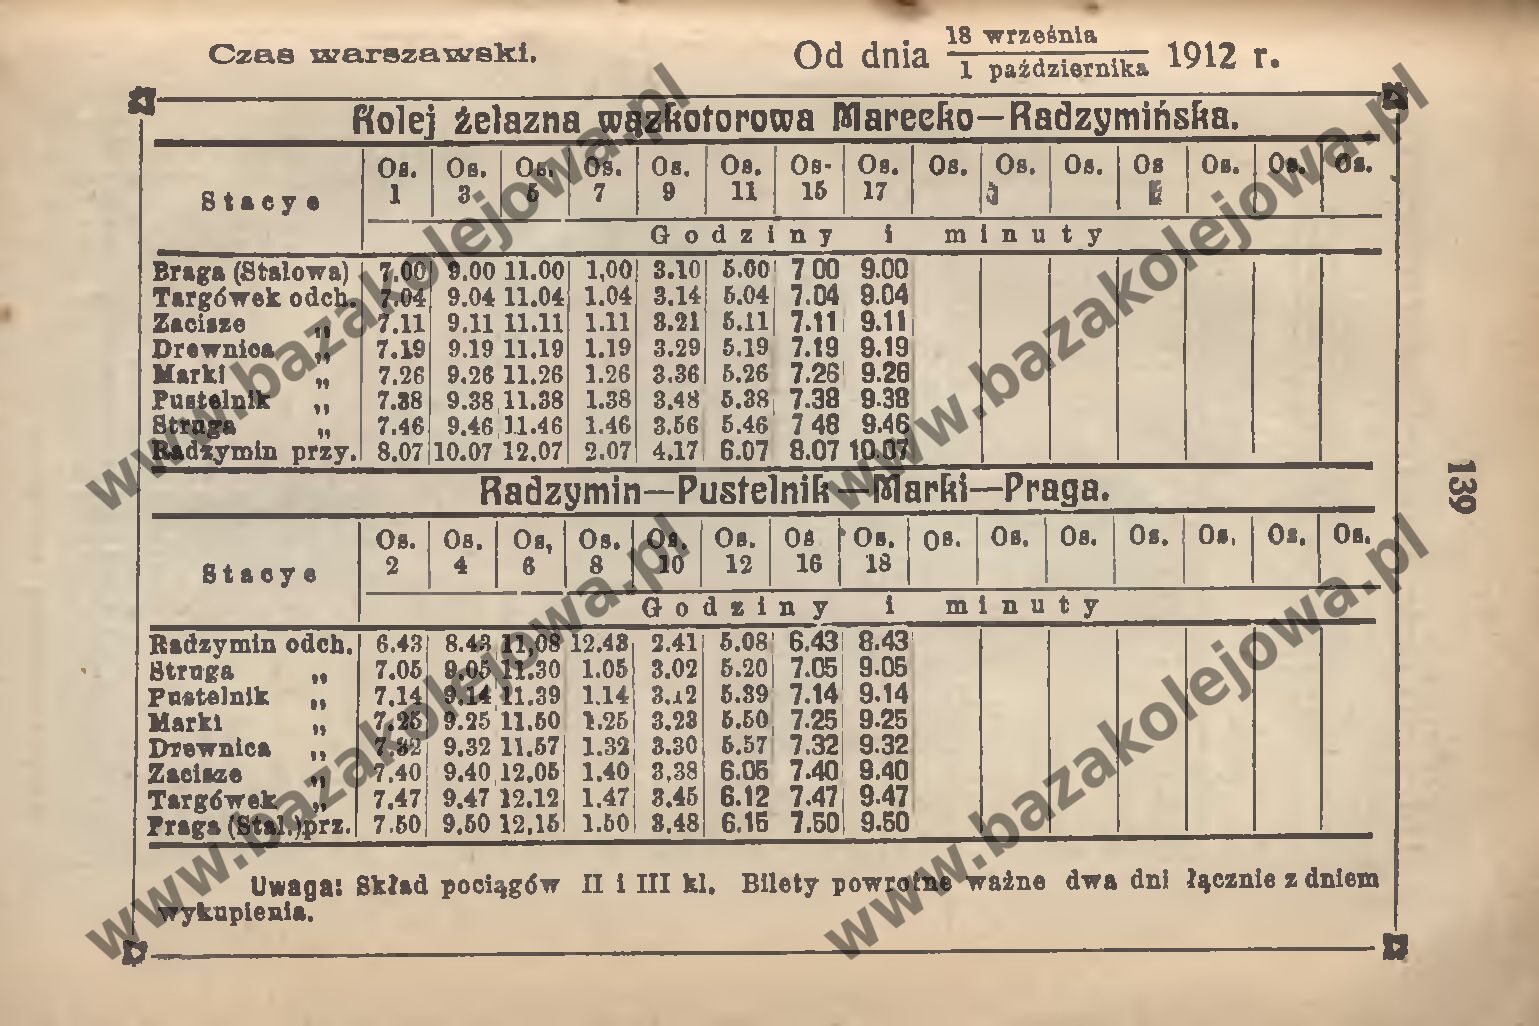 Czas warszawski.
Od dnia 18 września / 1 października 1912 r.
Kolej żelazna wązkotorowa Marecko—Radzymińska.
Stacye Os. 1 Os. 3 Os. 5 Os. 7 Os. 9 Os. 11 Os- 15 Os. 17 Os. Os. Os. Os Os. Os. Os.
Godziny i minuty
Praga (Stalowa) 7.00 9.00 11.00 1.00 3.10 5.00 7 00 9.00
Targówek odch. 7.04 9.04 11.04 1.04 3.14 5.04 7.04 9.04
Zacisze „ 7.11 9.11 11.11 1.11 3.21 5.11 7.11 9.11
Drewnica „ 7.19 9.19 11.19 1.19 3.29 5.19 7.19 9.19
Marki „ 7.26 9.26 11.26 1.26 3.36 5.26 7.26 9.26
Pustelnik „ 7.38 9.38 11.38 1.38 3.48 5.38 7.38 9.38
Struga „ 7.46 9.46 11.46 1.46 3.56 5.46 7 46 9.46
Radzymin przy. 8.07 10.07 12.07 2.07 4.17 6.07 8.07 10.07
Radzymin—Pustelnik—Marki—Praga.
Stacye Os. 2 Os. 4 Os, 6 Os. 8 Os. 10 Os. 12 Os 16 Os. 18 Os. Os. Os. Os. Os. Os. Os.
Godziny i minuty
Radzymin odch. 6.43 8.43 11,08 12.43 2.41 5.08 6.43 8.43
Struga „ 7.05 9.05 11.30 1.05 3.02 5.20 7.05 9.05
Pustelnik „ 7.14 9.14 11.39 1.14 3.12 5.39 7.14 9.14
Marki „ 7.25 9.25 11.50 1.25 3.23 5.50 7.25 9.25
Drewnica „ 7.32 9.32 11.57 1.32 3.30 5.57 7.32 9.32
Zacisze „ 7.40 9.40 12.05 1.40 3.38 6.05 7.40 9.40
Targówek „ 7.47 9.47 12.12 1.47 3.45 6.12 7.47 9.47
Praga (Stal.) prz. 7.50 9.50 12,15 1.50 3.48 6.15 7.50 9.50
Uwaga: Skład pociągów II i III kl. Bilety powrotne ważne dwa dni łącznie z dniem
wykupienia.
139
www.bazakolejowa.pl
www.bazakolejowa.pl
www.bazakolejowa.pl
www.bazakolejowa.pl